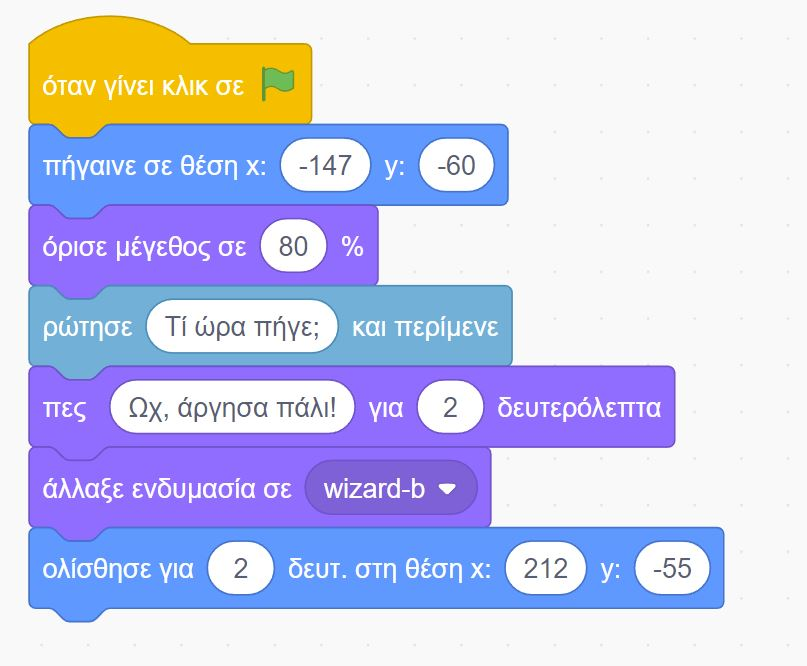 όταν γίνει κλικ σε
πήγαινε σε θέση x: -147 y: -60
όρισε μέγεθος σε 80 %
ρώτησε Τί ώρα πήγε; και περίμενε
πες Ωχ, άργησα πάλι! για 2 δευτερόλεπτα
άλλαξε ενδυμασία σε wizard-b
ολίσθησε για 2 δευτ. στη θέση x: 212 y: -55